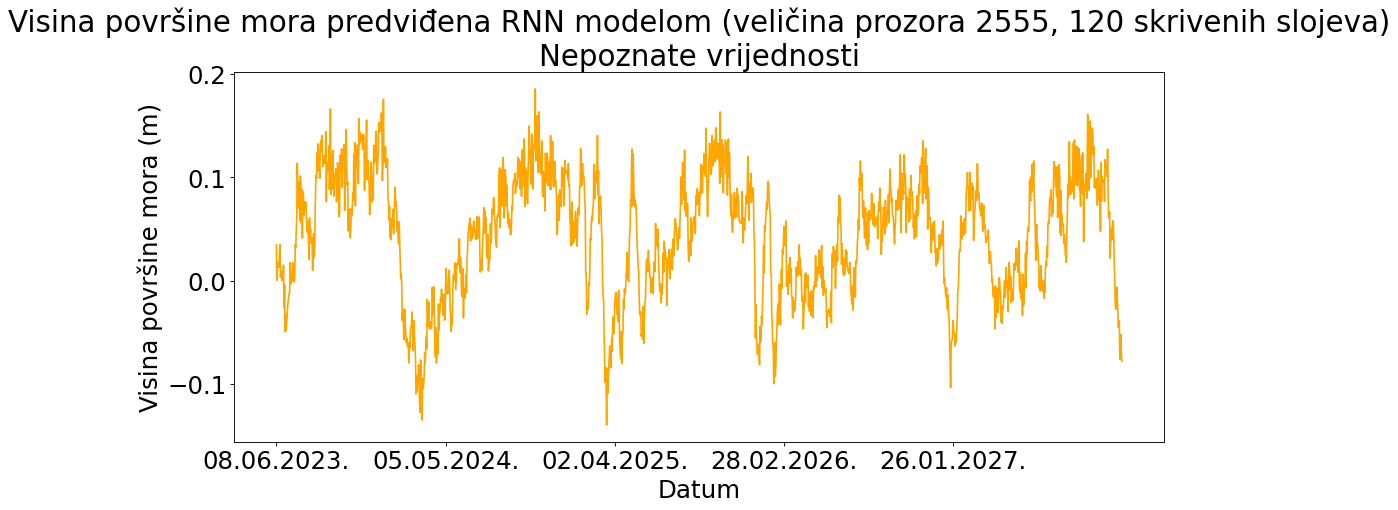 Visina površine mora predviđena RNN modelom (veličina prozora 2555, 120 skrivenih slojeva)
Nepoznate vrijednosti
Visina površine mora (m)
0.2
0.1
0.0
−0.1
08.06.2023. 05.05.2024. 02.04.2025. 28.02.2026. 26.01.2027.
Datum